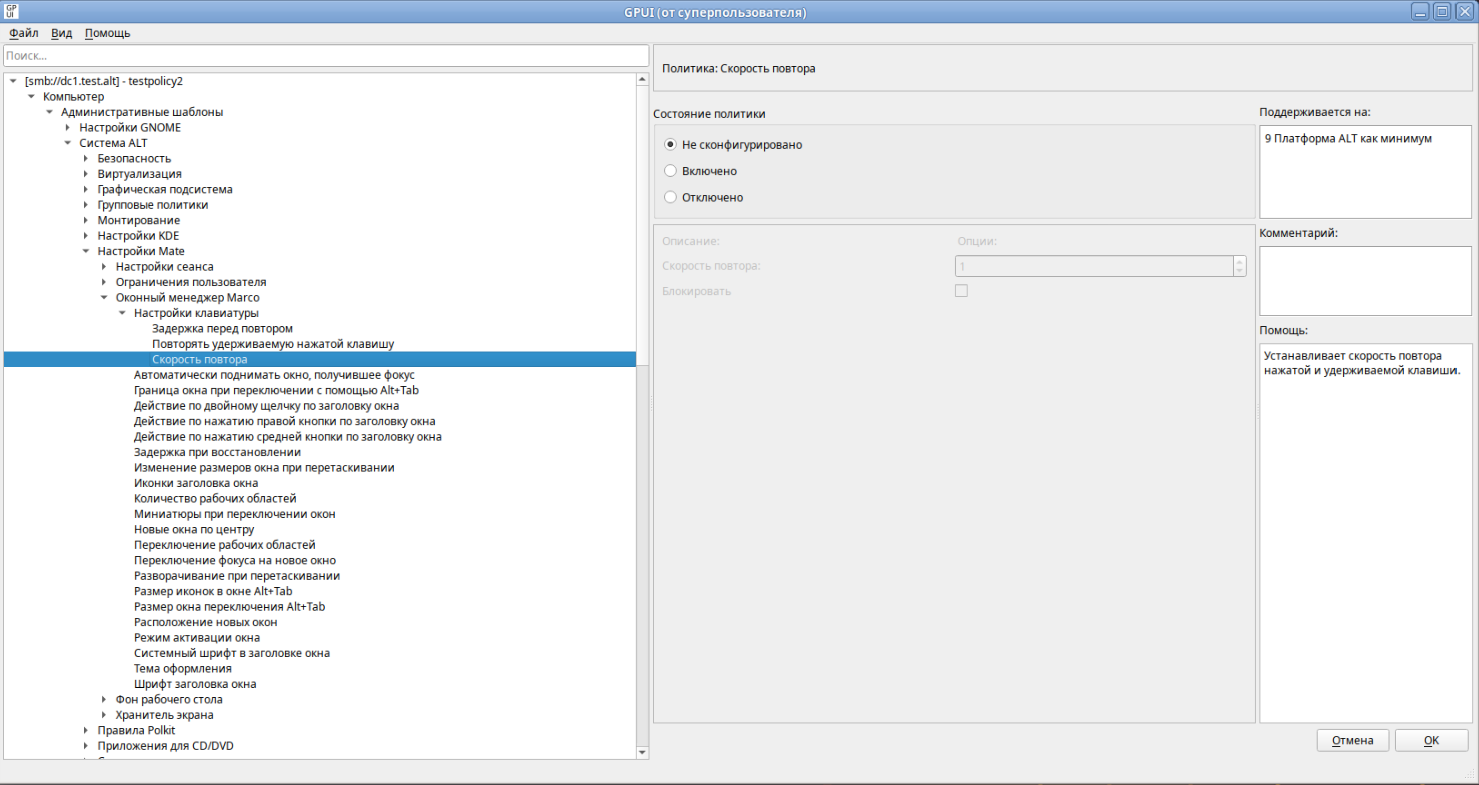 GPUI (от суперпользователя)
GP
UI
Файл Вид Помощь
Поиск...
[smb://dc1.test.alt] - testpolicy2
Компьютер
Административные шаблоны
Настройки GNOME
Система ALT
Безопасность
Виртуализация
Графическая подсистема
Групповые политики
Монтирование
Настройки KDE
Настройки Mate
Настройки сеанса
Ограничения пользователя
Оконный менеджер Marco
Настройки клавиатуры
Задержка перед повтором
Повторять удерживаемую нажатой клавишу
Скорость повтора
Автоматически поднимать окно, получившее фокус
Граница окна при переключении с помощью Alt+Tab
Действие по двойному щелчку по заголовку окна
Действие по нажатию правой кнопки по заголовку окна
Действие по нажатию средней кнопки по заголовку окна
Задержка при восстановлении
Изменение размеров окна при перетаскивании
Иконки заголовка окна
Количество рабочих областей
Миниатюры при переключении окон
Новые окна по центру
Переключение рабочих областей
Переключение фокуса на новое окно
Разворачивание при перетаскивании
Размер иконок в окне Alt+Tab
Размер окна переключения Alt+Tab
Расположение новых окон
Режим активации окна
Системный шрифт в заголовке окна
Тема оформления
Шрифт заголовка окна
Фон рабочего стола
Хранитель экрана
Правила Polkit
Приложения для CD/DVD
Политика: Скорость повтора
Состояние политики
Не сконфигурировано
Включено
Отключено
Описание: Опции:
Скорость повтора: 1
Блокировать
Поддерживается на:
9 Платформа ALT как минимум
Комментарий:
Помощь:
Устанавливает скорость повтора
нажатой и удерживаемой клавиши.
Отмена OK